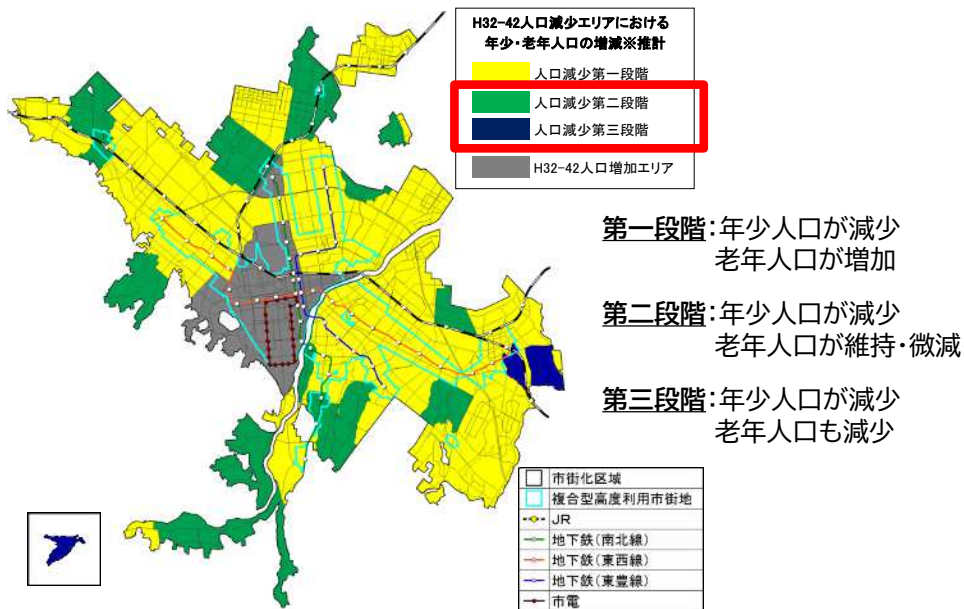 H32-42人口減少エリアにおける
年少・老年人口の増減※推計
人口減少第一段階
人口減少第二段階
人口減少第三段階
H32-42人口増加エリア
第一段階:年少人口が減少
老年人口が増加
第二段階:年少人口が減少
老年人口が維持・微減
第三段階:年少人口が減少
老年人口も減少
市街化区域
複合型高度利用市街地
JR
地下鉄(南北線)
地下鉄(東西線)
地下鉄(東豊線)
市電